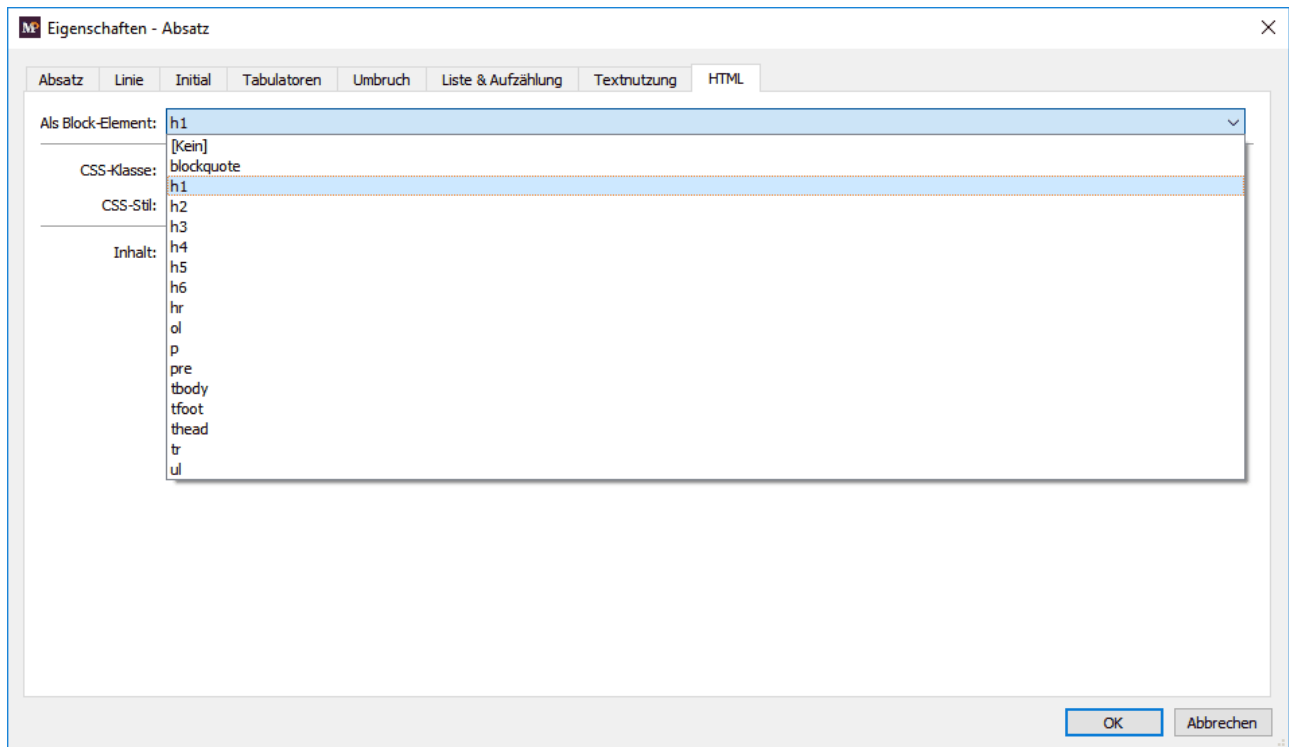 MP Eigenschaften - Absatz
Absatz Linie Initial Tabulatoren Umbruch Liste & Aufzählung Textnutzung HTML
Als Block-Element: h1
[Kein]
CSS-Klasse: blockquote
h1
CSS-Stil: h2
h3
Inhalt: h4
h5
h6
hr
ol
p
pre
tbody
tfoot
thead
tr
ul
OK Abbrechen